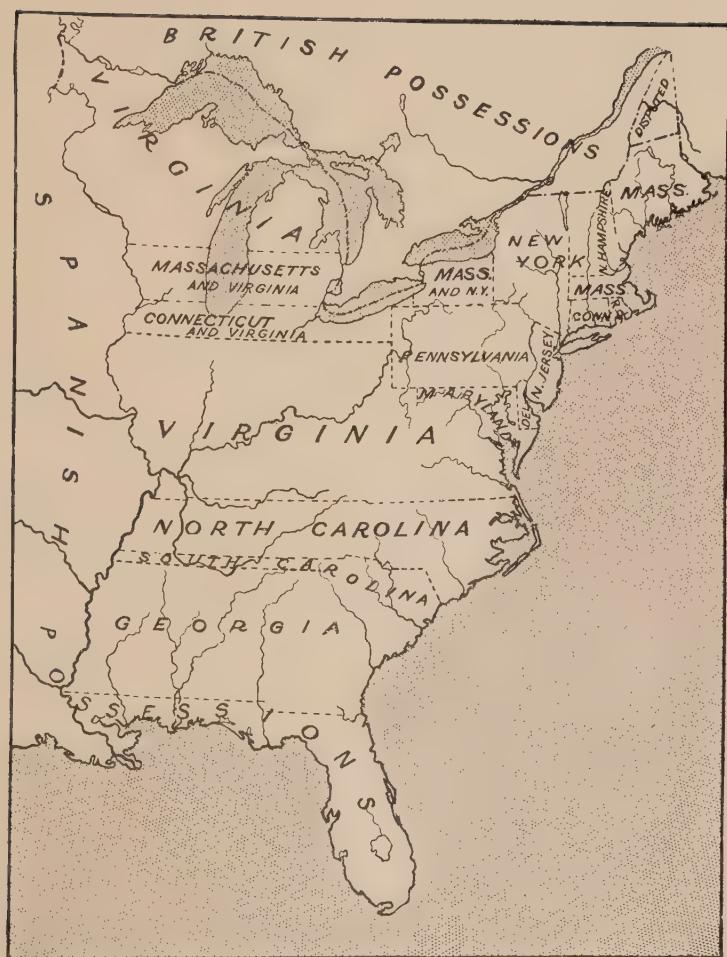 BRITISH POSSESSIONS
VIRGINIA
SPANISH POSSESSIONS
DISPUTED
MASS.
N. HAMPSHIRE
NEW
YORK
MASSACHUSETTS
AND VIRGINIA
MASS.
AND N.Y.
MASS.
CONNECTICUT
AND VIRGINIA
CONN.
R.
PENNSYLVANIA
N. JERSEY
MARYLAND
DEL.
VIRGINIA
NORTH CAROLINA
SOUTH CAROLINA
GEORGIA